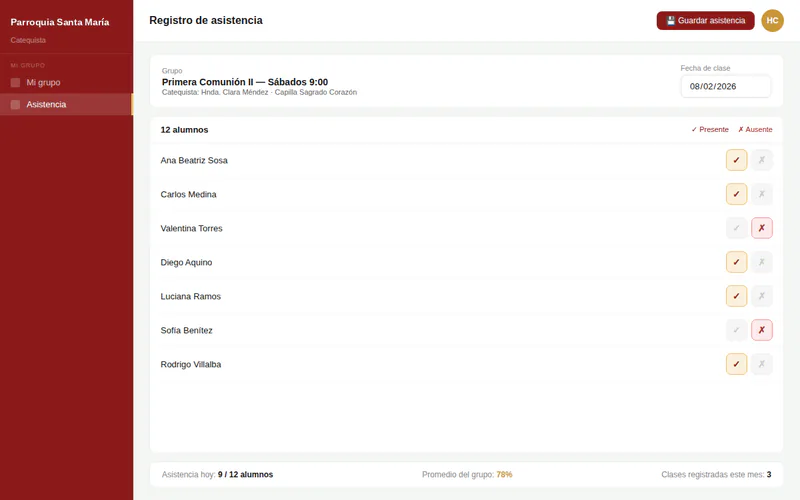 Parroquia Santa María
Catequista
MI GRUPO
Mi grupo
Asistencia
Registro de asistencia
💾 Guardar asistencia
HC
Grupo
Primera Comunión II — Sábados 9:00
Catequista: Hnda. Clara Méndez · Capilla Sagrado Corazón
Fecha de clase
08/02/2026
12 alumnos
✓ Presente ✗ Ausente
Ana Beatriz Sosa ✓ ✗
Carlos Medina ✓ ✗
Valentina Torres ✓ ✗
Diego Aquino ✓ ✗
Luciana Ramos ✓ ✗
Sofía Benítez ✓ ✗
Rodrigo Villalba ✓ ✗
Asistencia hoy: 9 / 12 alumnos
Promedio del grupo: 78%
Clases registradas este mes: 3